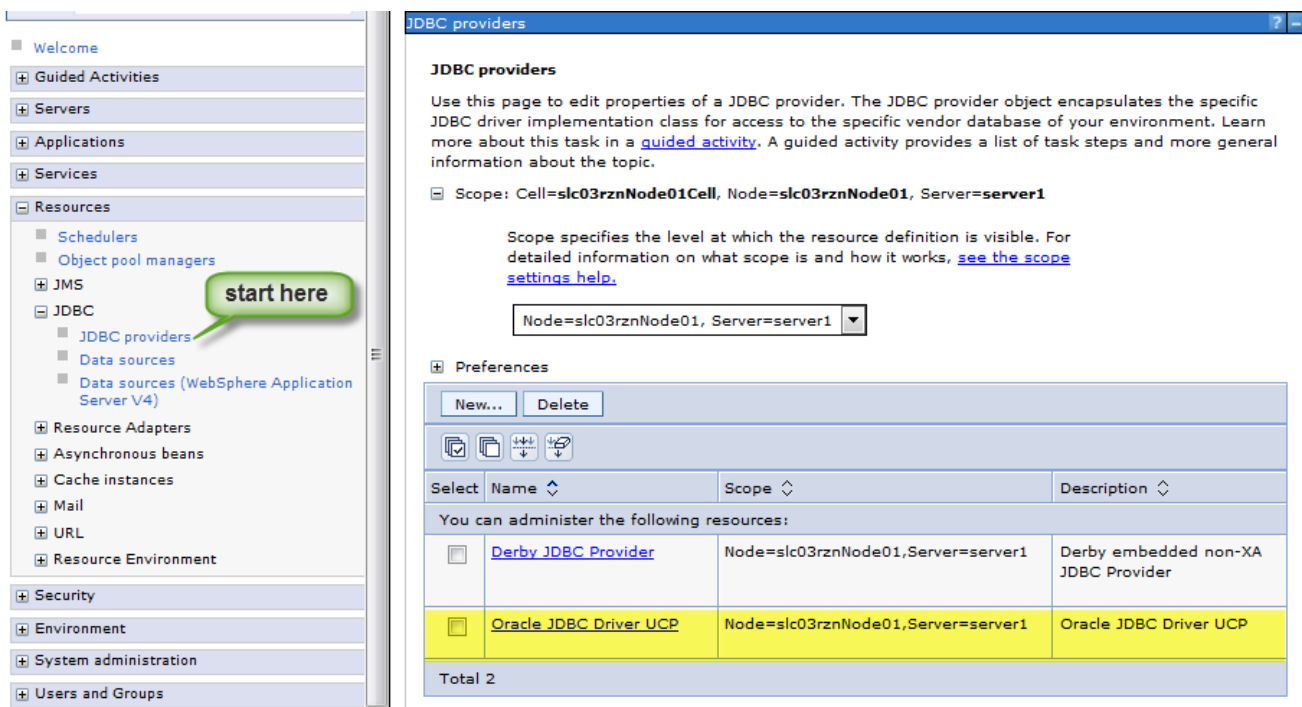 Welcome
Guided Activities
Servers
Applications
Services
Resources
Schedulers
Object pool managers
JMS
start here
JDBC
JDBC providers
Data sources
Data sources (WebSphere Application
Server V4)
Resource Adapters
Asynchronous beans
Cache instances
Mail
URL
Resource Environment
Security
Environment
System administration
Users and Groups
JDBC providers ? –
JDBC providers
Use this page to edit properties of a JDBC provider. The JDBC provider object encapsulates the specific
JDBC driver implementation class for access to the specific vendor database of your environment. Learn
more about this task in a guided activity. A guided activity provides a list of task steps and more general
information about the topic.
Scope: Cell=slc03rznNode01Cell, Node=slc03rznNode01, Server=server1
Scope specifies the level at which the resource definition is visible. For
detailed information on what scope is and how it works, see the scope
settings help.
Node=slc03rznNode01, Server=server1
Preferences
New... Delete
Select Name Scope Description
You can administer the following resources:
Derby JDBC Provider Node=slc03rznNode01,Server=server1 Derby embedded non-XA
JDBC Provider
Oracle JDBC Driver UCP Node=slc03rznNode01,Server=server1 Oracle JDBC Driver UCP
Total 2